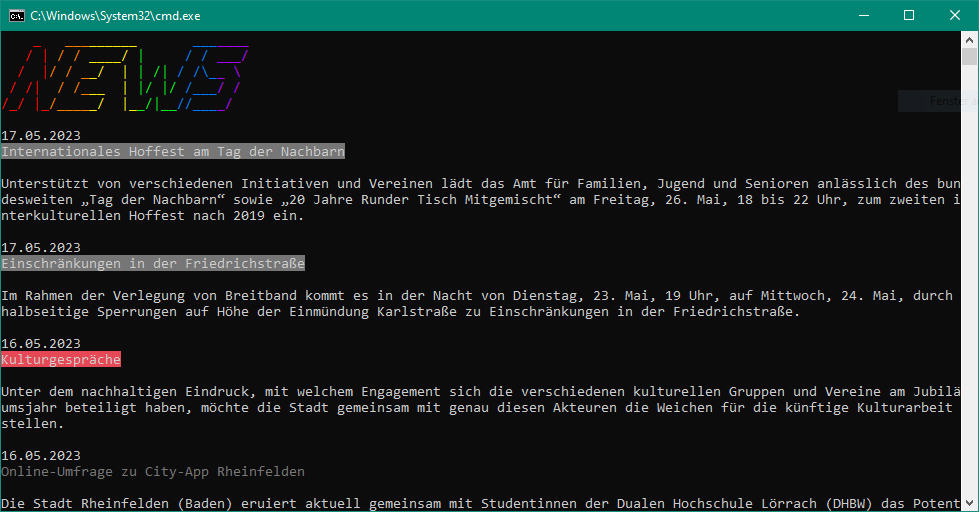 C:\Windows\System32\cmd.exe
NEWS
Fenster a
17.05.2023
Internationales Hoffest am Tag der Nachbarn
Unterstützt von verschiedenen Initiativen und Vereinen lädt das Amt für Familien, Jugend und Senioren anlässlich des bun
desweiten „Tag der Nachbarn“ sowie „20 Jahre Runder Tisch Mitgemischt“ am Freitag, 26. Mai, 18 bis 22 Uhr, zum zweiten i
nterkulturellen Hoffest nach 2019 ein.
17.05.2023
Einschränkungen in der Friedrichstraße
Im Rahmen der Verlegung von Breitband kommt es in der Nacht von Dienstag, 23. Mai, 19 Uhr, auf Mittwoch, 24. Mai, durch
halbseitige Sperrungen auf Höhe der Einmündung Karlstraße zu Einschränkungen in der Friedrichstraße.
16.05.2023
Kulturgespräche
Unter dem nachhaltigen Eindruck, mit welchem Engagement sich die verschiedenen kulturellen Gruppen und Vereine am Jubilä
umsjahr beteiligt haben, möchte die Stadt gemeinsam mit genau diesen Akteuren die Weichen für die künftige Kulturarbeit
stellen.
16.05.2023
Online-Umfrage zu City-App Rheinfelden
Die Stadt Rheinfelden (Baden) eruiert aktuell gemeinsam mit Studentinnen der Dualen Hochschule Lörrach (DHBW) das Potent